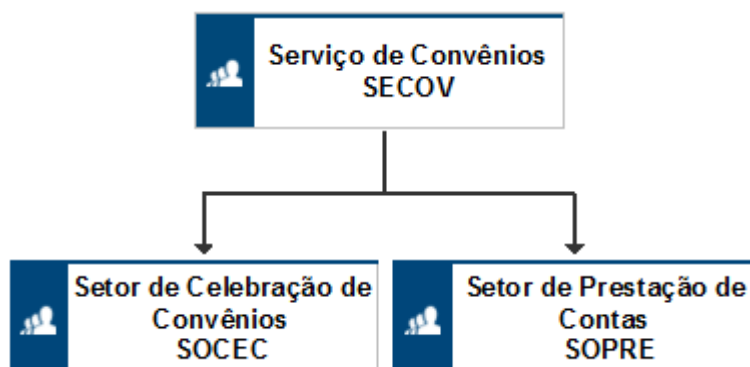 Serviço de Convênios
SECOV
Setor de Celebração de
Convênios
SOCEC
Setor de Prestação de
Contas
SOPRE